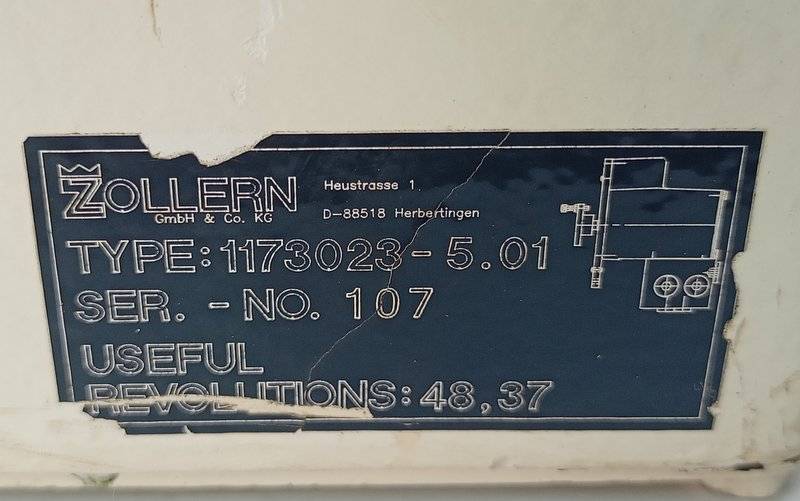 ZOLLERN
GmbH & Co. KG
Heustrasse 1
D-88518 Herbertingen
TYPE: 1173023-5.01
SER. - NO. 107
USEFUL
REVOLUTIONS: 48,37